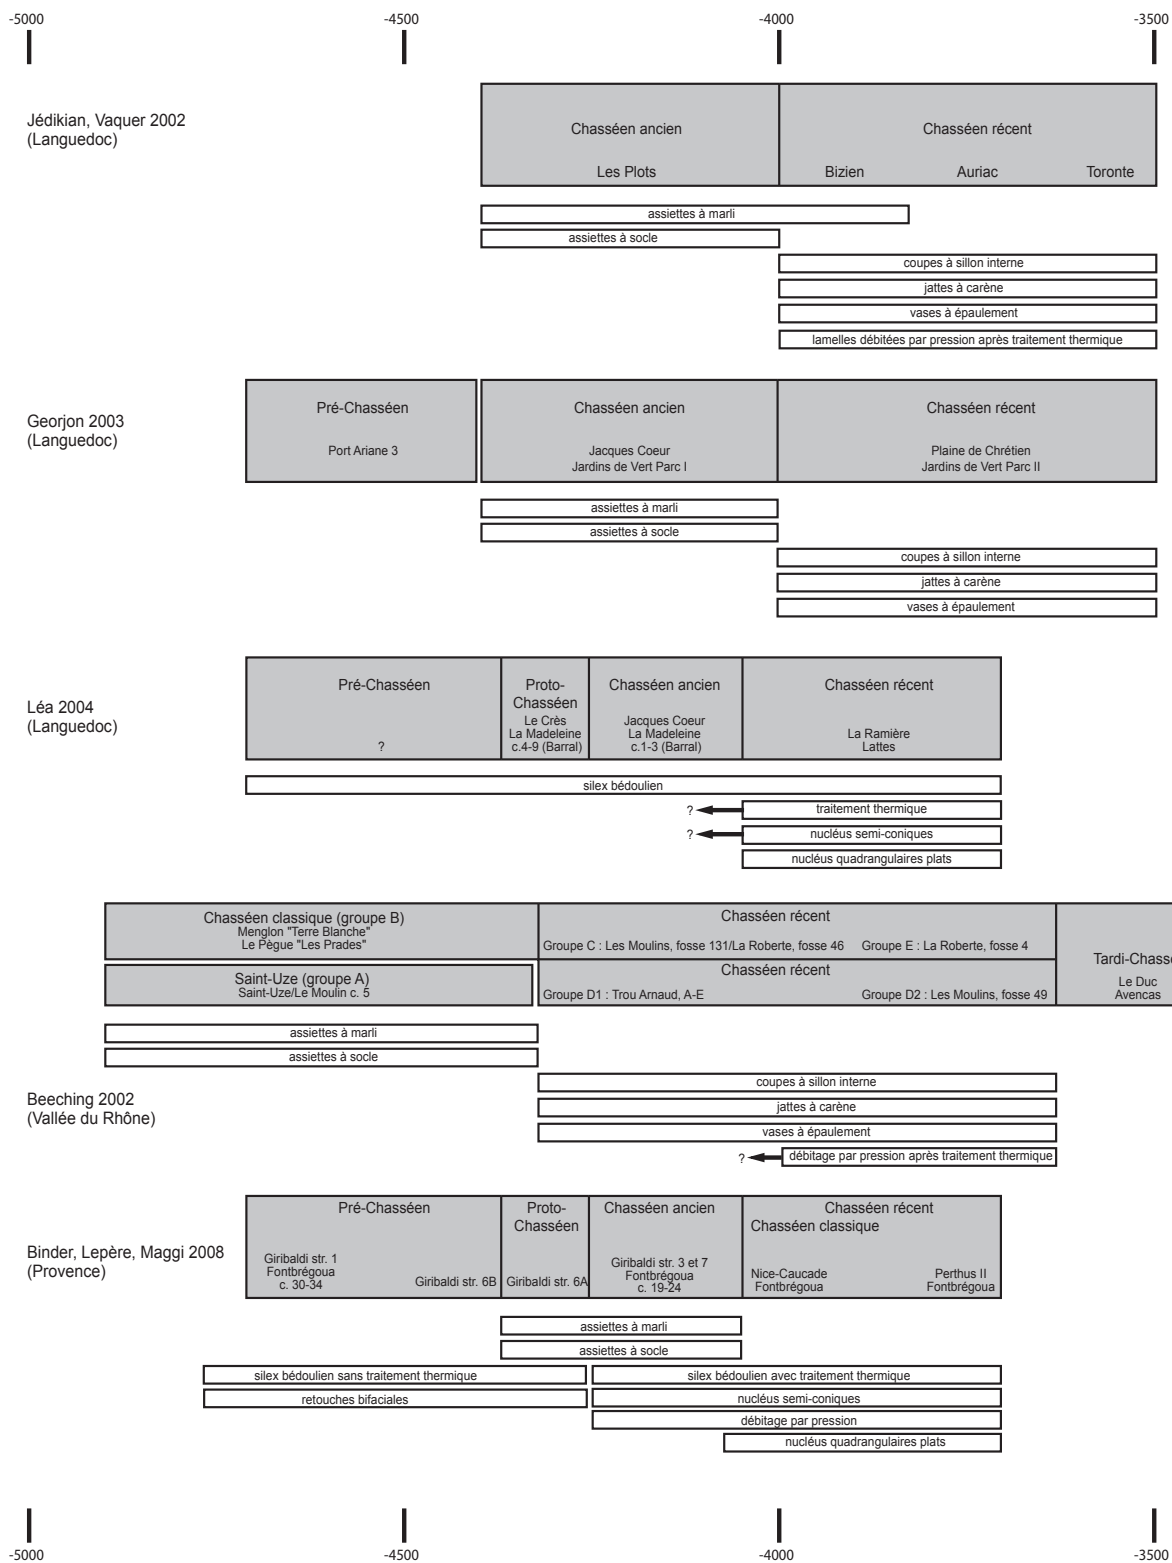 -5000 -4500 -4000 -3500
Jédikian, Vaquer 2002
(Languedoc)
Chasséen ancien
Les Plots
Chasséen récent
Bizien Auriac Toronte
assiettes à marli
assiettes à socle
coupes à sillon interne
jattes à carène
vases à épaulement
lamelles débitées par pression après traitement thermique
Georjon 2003
(Languedoc)
Pré-Chasséen
Port Ariane 3
Chasséen ancien
Jacques Coeur
Jardins de Vert Parc I
Chasséen récent
Plaine de Chrétien
Jardins de Vert Parc II
assiettes à marli
assiettes à socle
coupes à sillon interne
jattes à carène
vases à épaulement
Léa 2004
(Languedoc)
Pré-Chasséen
?
Proto-
Chasséen
Le Crès
La Madeleine
c.4-9 (Barral)
Chasséen ancien
Jacques Coeur
La Madeleine
c.1-3 (Barral)
Chasséen récent
La Ramière
Lattes
silex bédoulien
? traitement thermique
? nucléus semi-coniques
nucléus quadrangulaires plats
Beeching 2002
(Vallée du Rhône)
Chasséen classique (groupe B)
Menglon "Terre Blanche"
Le Pègue "Les Prades"
Saint-Uze (groupe A)
Saint-Uze/Le Moulin c. 5
Chasséen récent
Groupe C : Les Moulins, fosse 131/La Roberte, fosse 46 Groupe E : La Roberte, fosse 4
Chasséen récent
Groupe D1 : Trou Arnaud, A-E Groupe D2 : Les Moulins, fosse 49
Tardi-Chassé
Le Duc
Avencas
assiettes à marli
assiettes à socle
coupes à sillon interne
jattes à carène
vases à épaulement
? débitage par pression après traitement thermique
Binder, Lepère, Maggi 2008
(Provence)
Pré-Chasséen
Giribaldi str. 1
Fontbrégoua
c. 30-34
Giribaldi str. 6B
Proto-
Chasséen
Giribaldi str. 6A
Chasséen ancien
Giribaldi str. 3 et 7
Fontbrégoua
c. 19-24
Chasséen récent
Chasséen classique
Nice-Caucade
Fontbrégoua
Perthus II
Fontbrégoua
assiettes à marli
assiettes à socle
silex bédoulien sans traitement thermique
silex bédoulien avec traitement thermique
retouches bifaciales
nucléus semi-coniques
débitage par pression
nucléus quadrangulaires plats
-5000 -4500 -4000 -3500